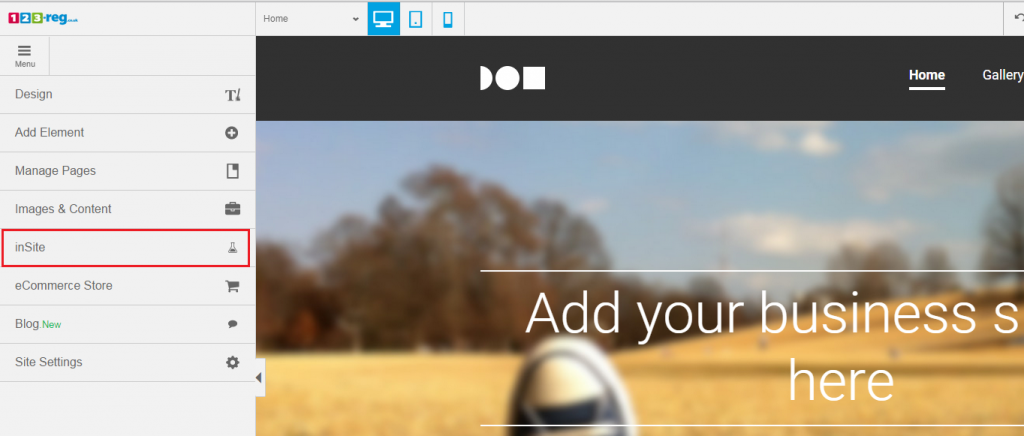 123-reg.co.uk
Home
Menu
Design
Add Element
Manage Pages
Images & Content
inSite
eCommerce Store
Blog New
Site Settings
Home Gallery
Add your business s
here